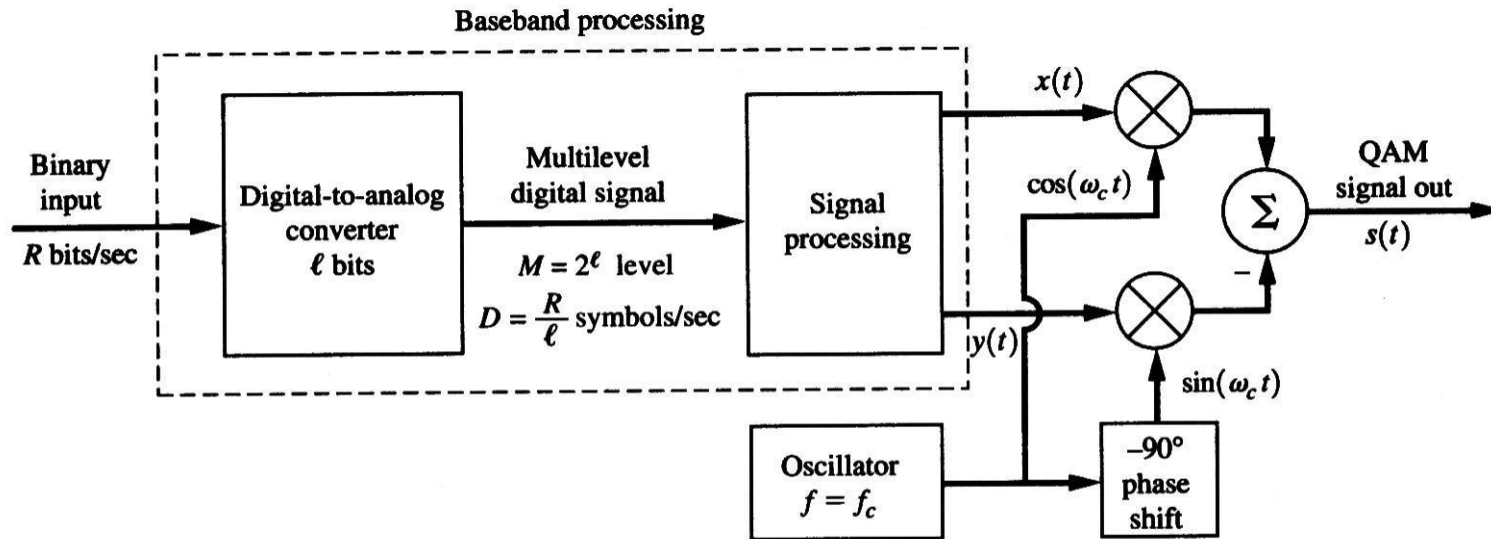 Baseband processing
Binary
input
R bits/sec
Digital-to-analog
converter
ℓ bits
Multilevel
digital signal
M = 2^ℓ level
D = R/ℓ symbols/sec
Signal
processing
x(t)
cos(ω_c t)
y(t)
sin(ω_c t)
Σ
–
QAM
signal out
s(t)
Oscillator
f = f_c
–90°
phase
shift